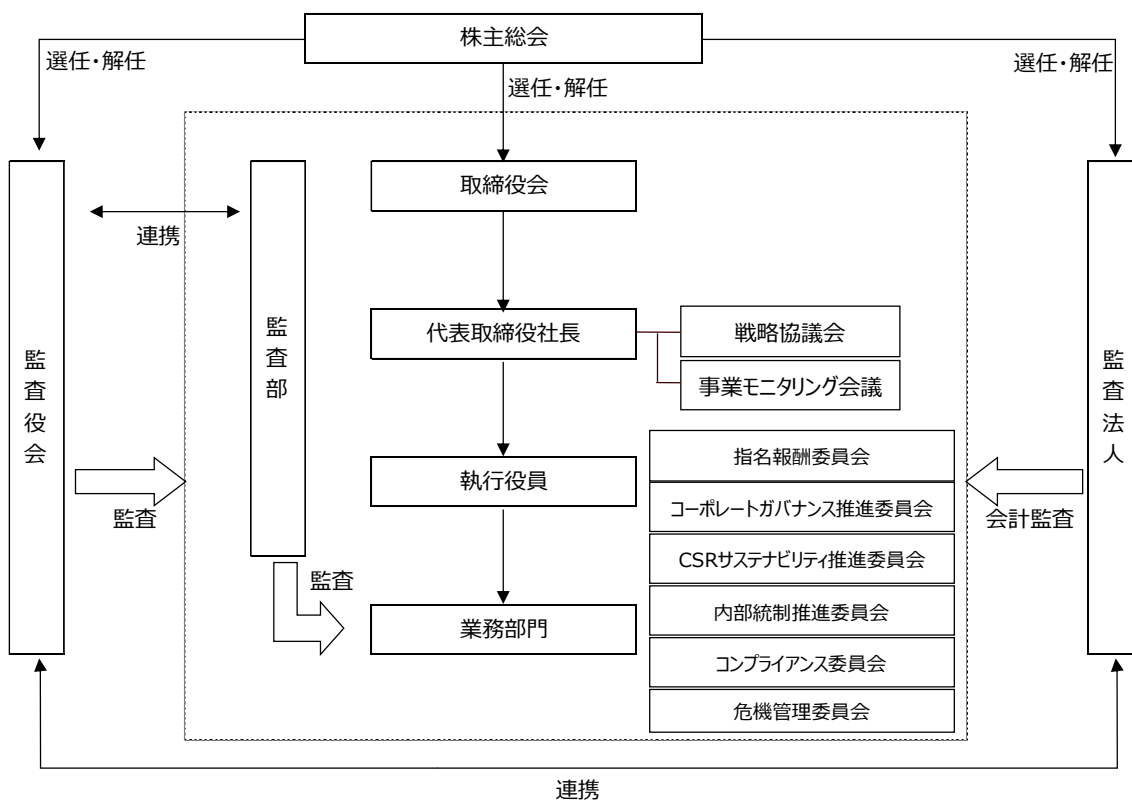 株主総会
選任・解任
選任・解任
選任・解任
取締役会
連携
監査役会
監査部
代表取締役社長
戦略協議会
事業モニタリング会議
監査法人
執行役員
指名報酬委員会
コーポレートガバナンス推進委員会
監査
会計監査
CSRサステナビリティ推進委員会
監査
業務部門
内部統制推進委員会
コンプライアンス委員会
危機管理委員会
連携